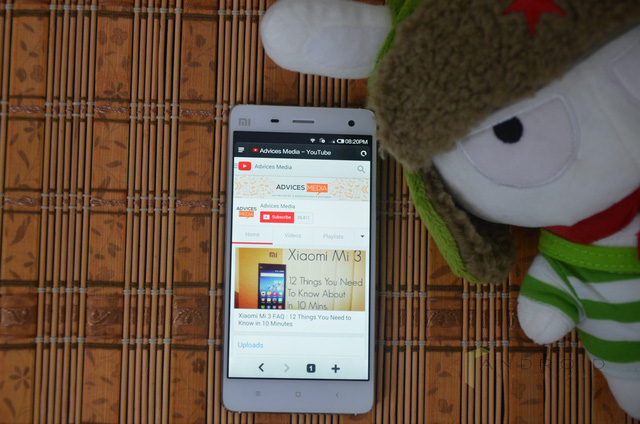 mi
08:20PM
Advices Media – YouTube
Advices Media
ADVICES MEDIA
Advices Media
ADVICES
MEDIA
Subscribe
Home Videos Playlists
mi
Xiaomi Mi 3
12 Things You Need
To Know About
in 10 Mins.
Xiaomi Mi 3 FAQ : 12 Things You Need to
Know in 10 Minutes
Uploads
1
ANDROID